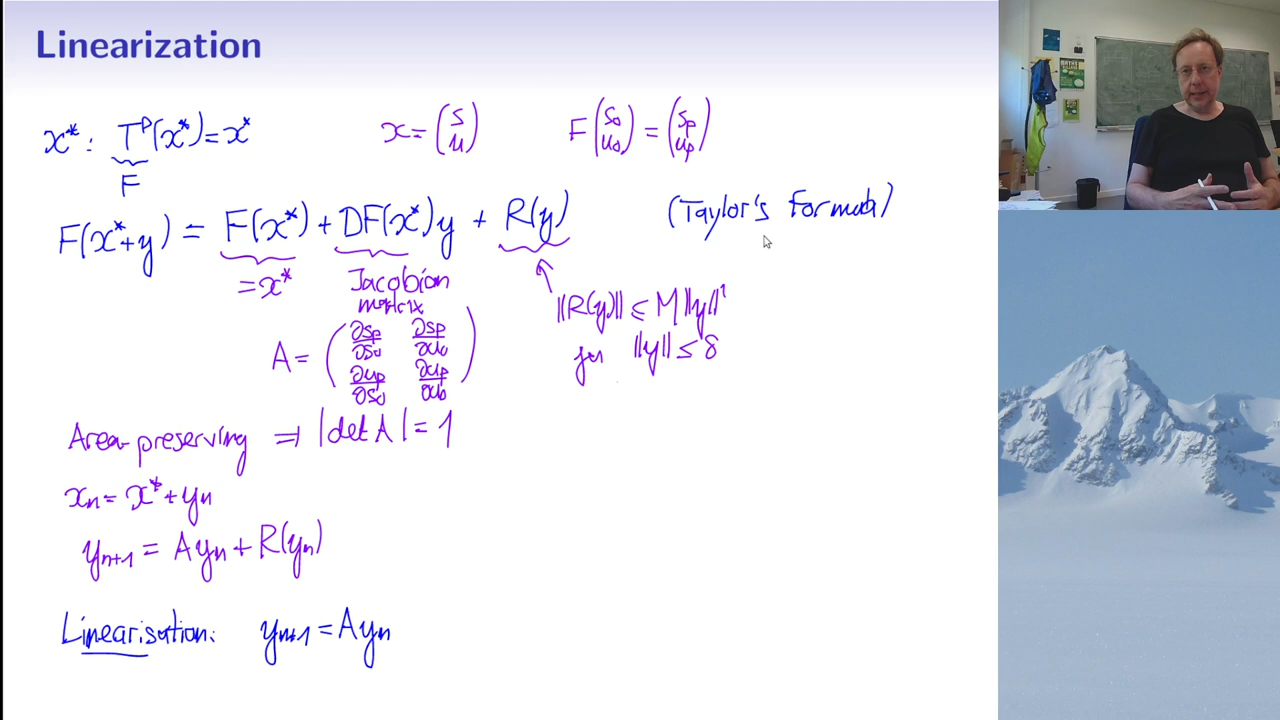 Linearization
x*: T^p(x*)=x* x=(s u) F(s₀ u₀)=(s_p u_p)
F
F(x*+y) = F(x*) + DF(x*)y + R(y) (Taylor's formula)
=x* Jacobian
matrix
‖R(y)‖ ≤ M‖y‖²
for ‖y‖ ≤ δ
A = (∂s_p/∂s₀ ∂s_p/∂u₀
∂u_p/∂s₀ ∂u_p/∂u₀)
Area-preserving ⇒ |det A| = 1
x_n = x* + y_n
y_{n+1} = Ay_n + R(y_n)
Linearisation: y_{n+1} = Ay_n